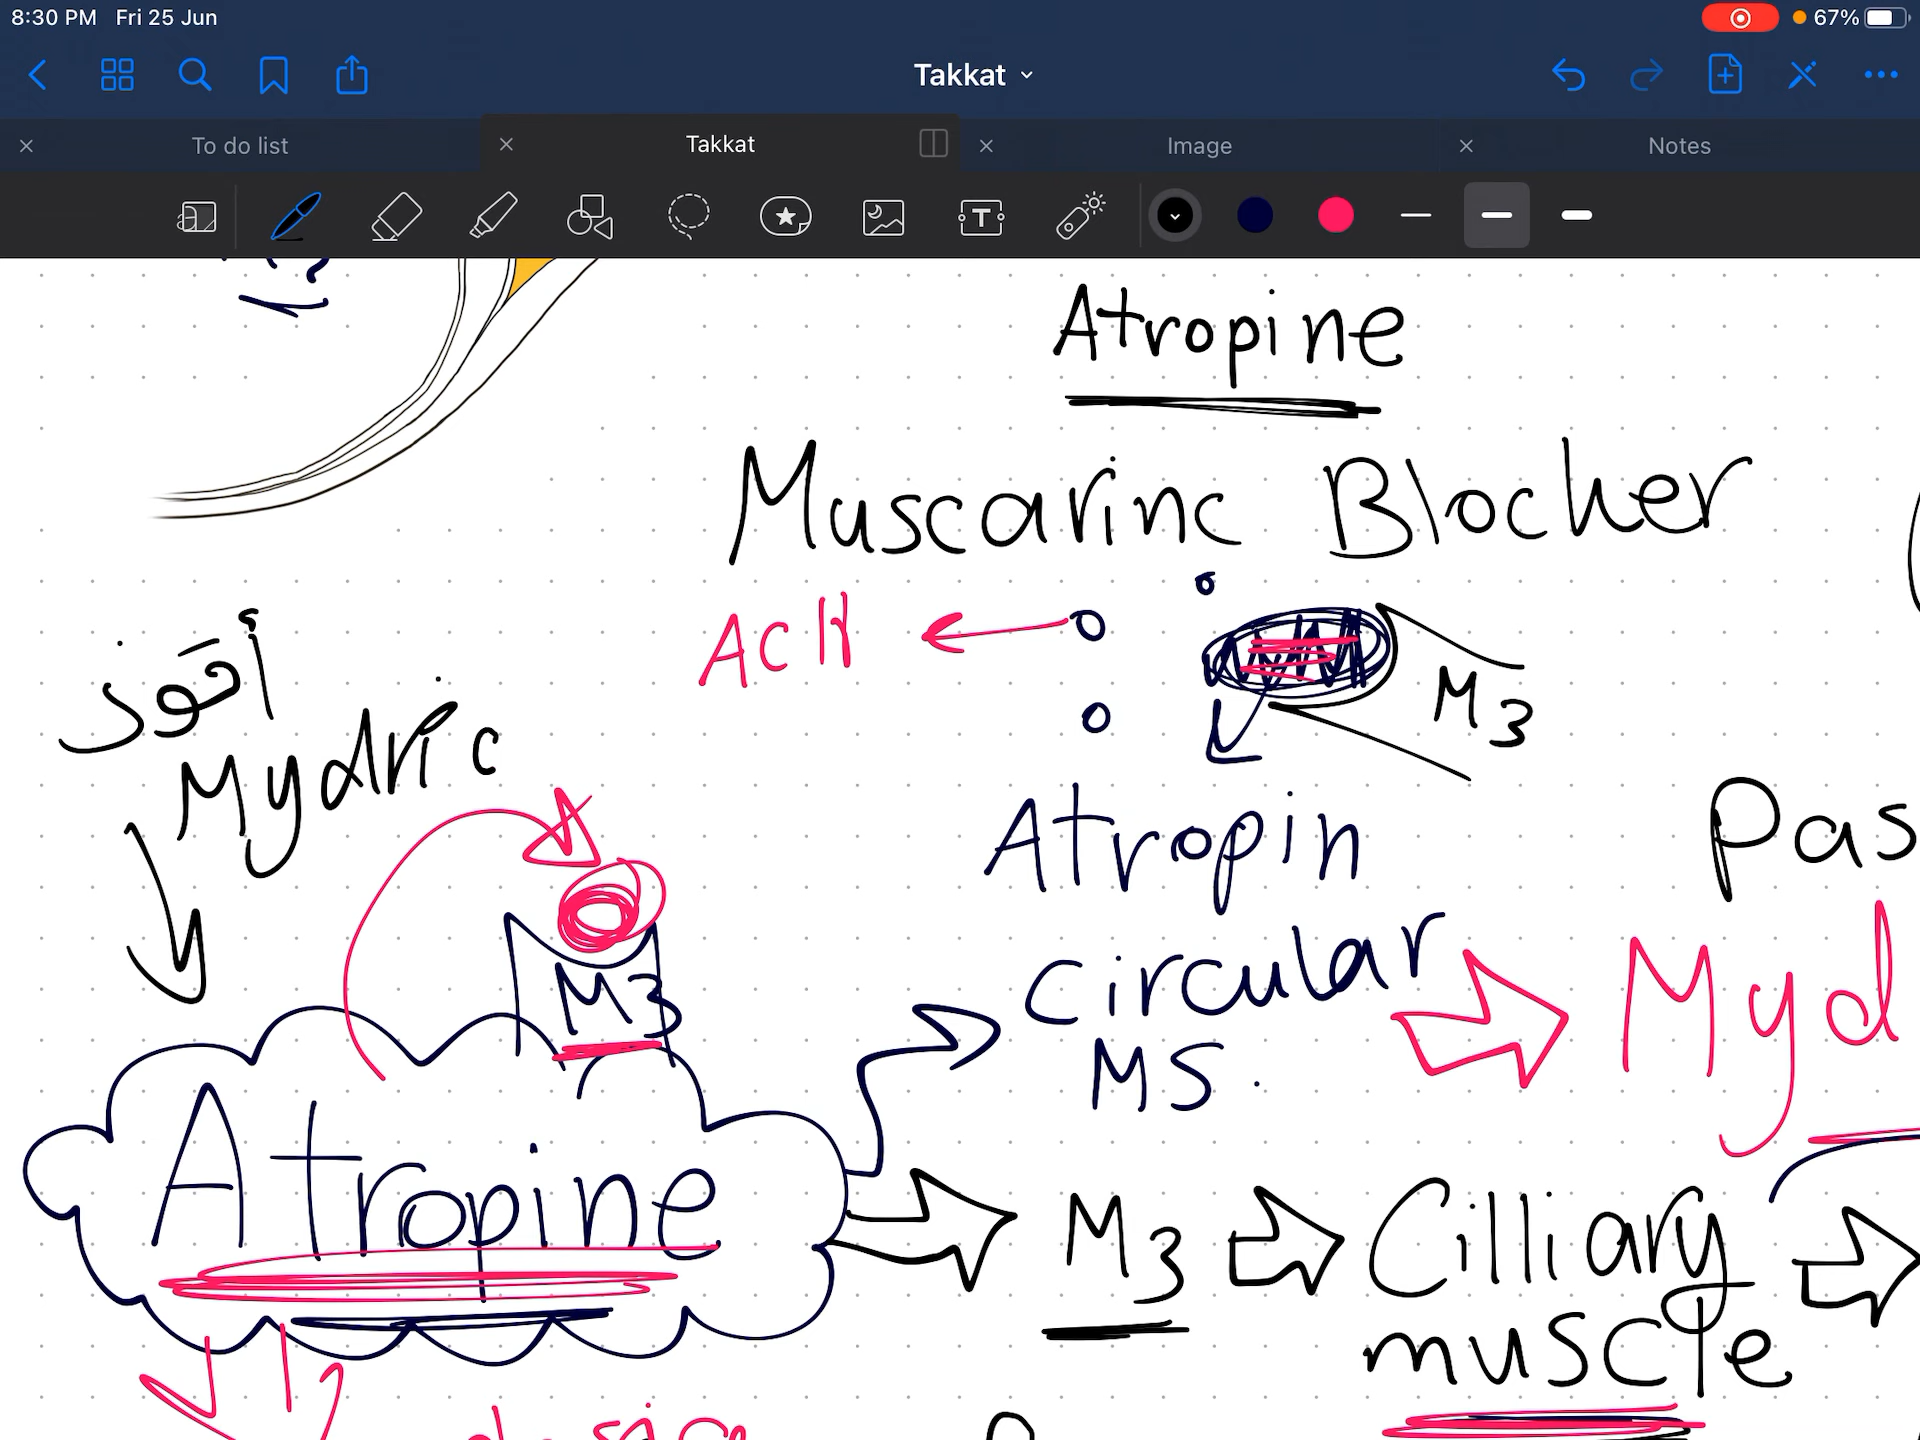 8:30 PM Fri 25 Jun
67%
Takkat
To do list
Takkat
Image
Notes
Atropine
Muscarinc Blocker
ACh
M3
أقوز
Mydric
Atropin
Pas
M3
Circular
MS.
Myd
Atropine
M3
Cilliary
muscle